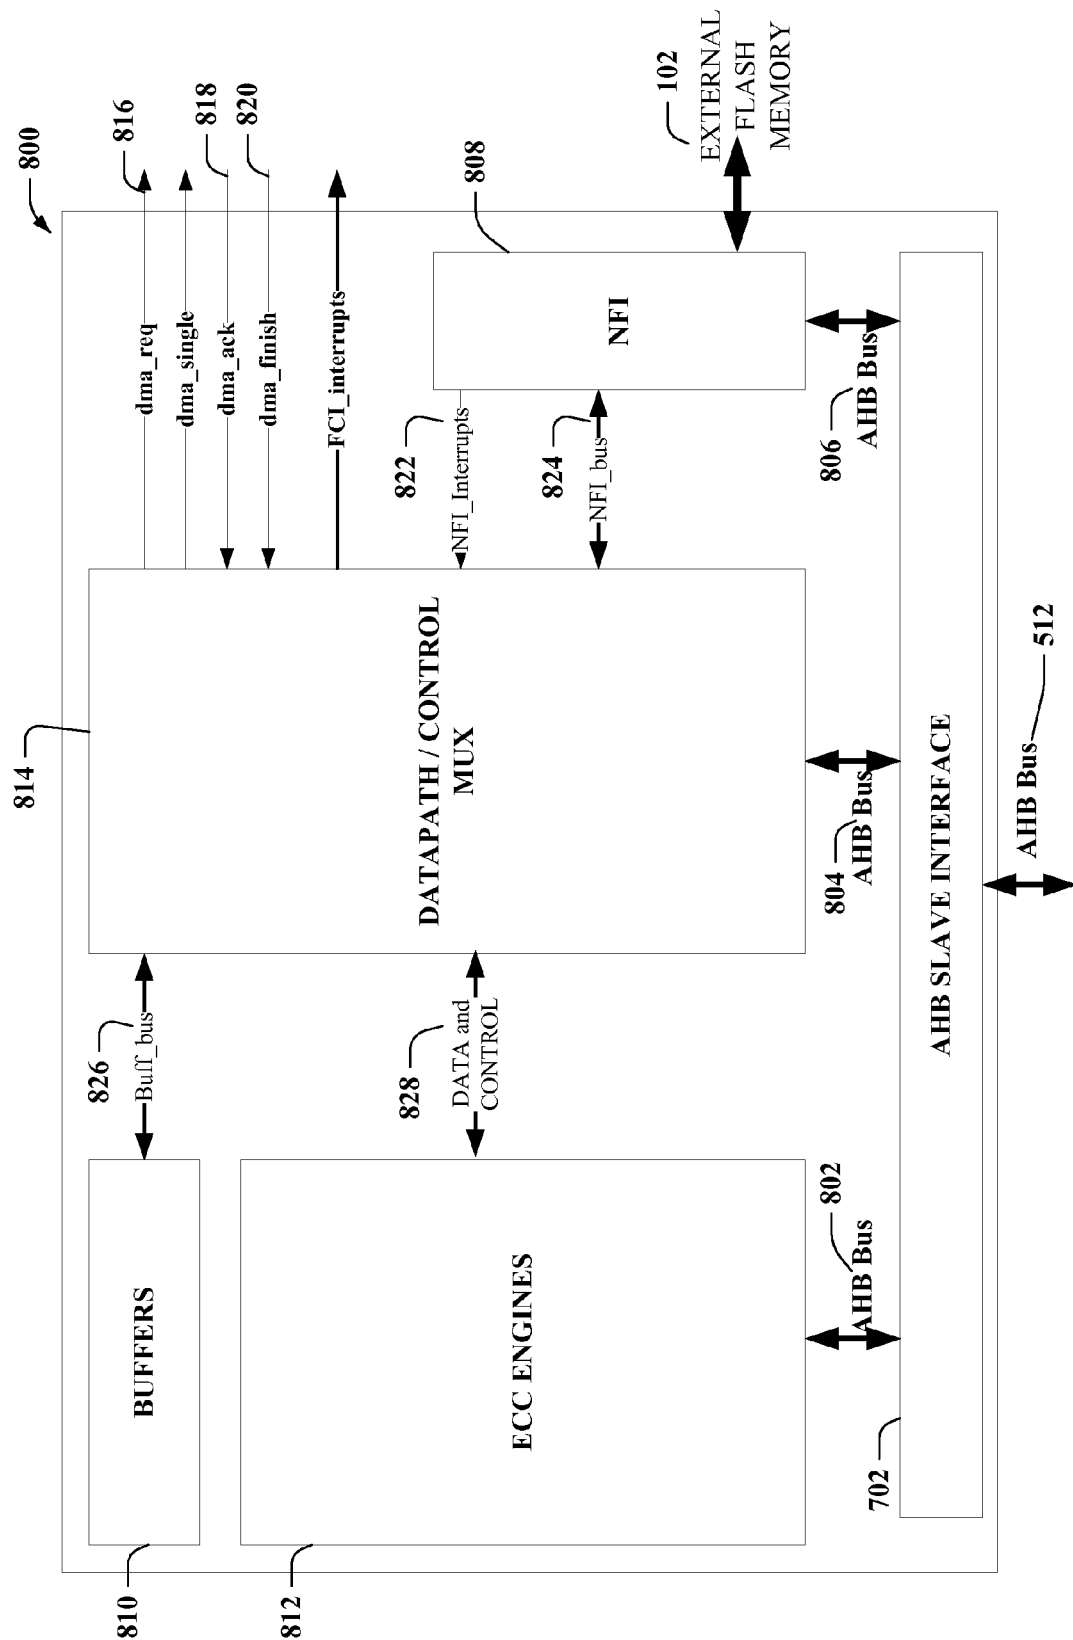 800
810
BUFFERS
826
Buff_bus
814
DATAPATH / CONTROL
MUX
dma_req
816
dma_single
dma_ack
818
dma_finish
820
FCI_interrupts
812
ECC ENGINES
828
DATA and
CONTROL
822
NFI_Interrupts
824
NFI_bus
NFI
808
102
EXTERNAL
FLASH
MEMORY
802
AHB Bus
804
AHB Bus
806
AHB Bus
702
AHB SLAVE INTERFACE
AHB Bus
512